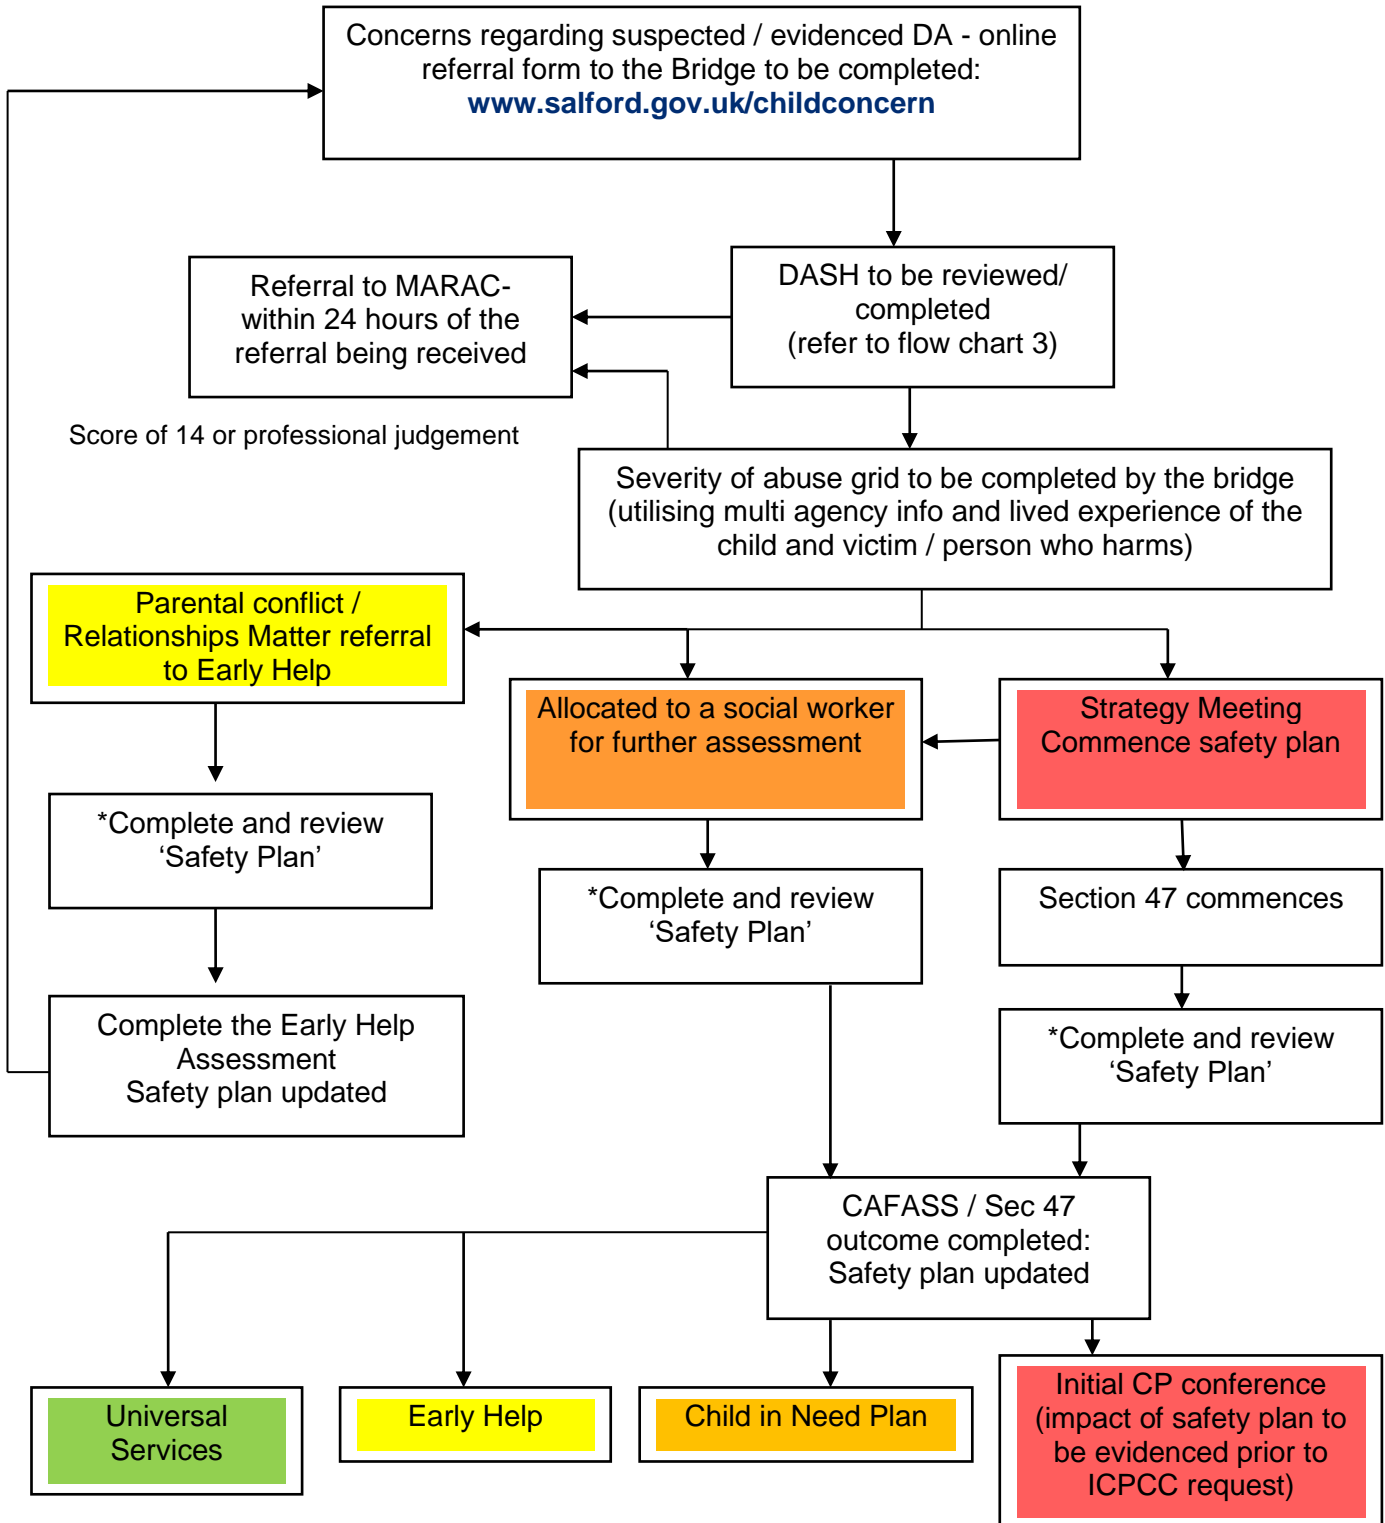 Concerns regarding suspected / evidenced DA - online
referral form to the Bridge to be completed:
www.salford.gov.uk/childconcern
DASH to be reviewed/
completed
(refer to flow chart 3)
Referral to MARAC-
within 24 hours of the
referral being received
Score of 14 or professional judgement
Severity of abuse grid to be completed by the bridge
(utilising multi agency info and lived experience of the
child and victim / person who harms)
Parental conflict /
Relationships Matter referral
to Early Help
Allocated to a social worker
for further assessment
Strategy Meeting
Commence safety plan
*Complete and review
‘Safety Plan’
*Complete and review
‘Safety Plan’
Section 47 commences
Complete the Early Help
Assessment
Safety plan updated
*Complete and review
‘Safety Plan’
CAFASS / Sec 47
outcome completed:
Safety plan updated
Universal
Services
Early Help
Child in Need Plan
Initial CP conference
(impact of safety plan to
be evidenced prior to
ICPCC request)